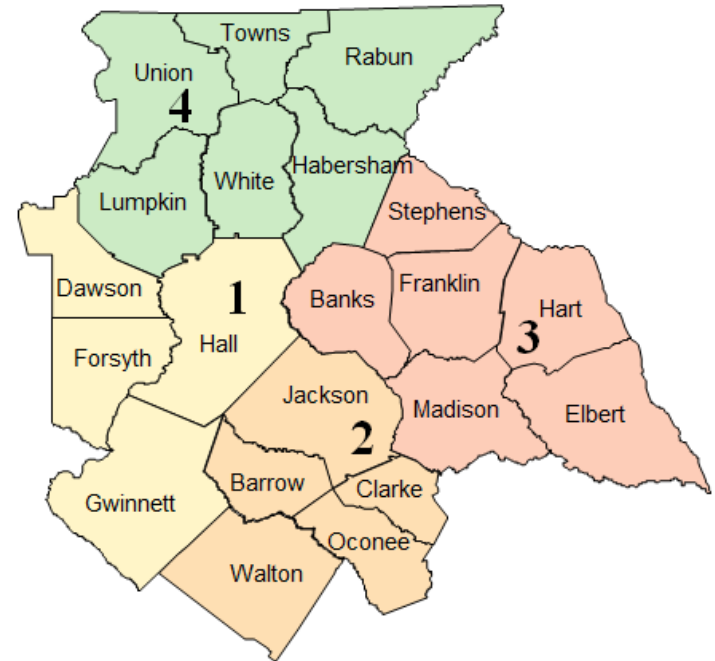 Towns
Rabun
Union
4
Habersham
White
Lumpkin
Stephens
Dawson
1
Banks
Franklin
Hart
3
Forsyth
Hall
Jackson
Madison
Elbert
2
Barrow
Clarke
Gwinnett
Oconee
Walton